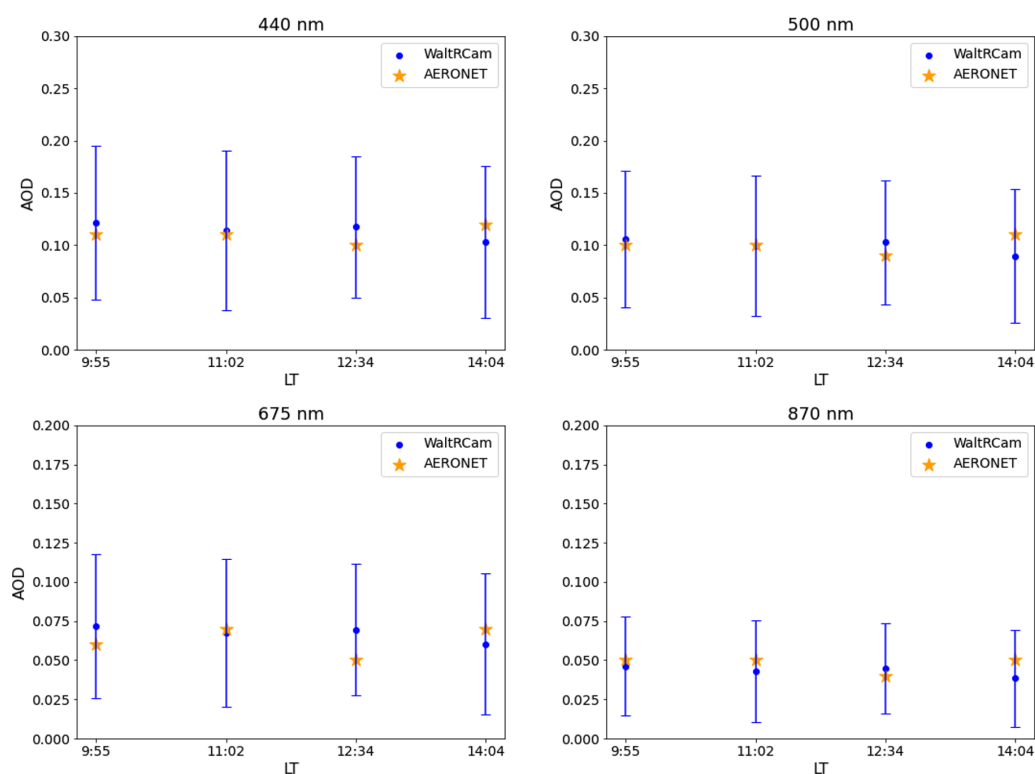 440 nm
0.30
0.25
0.20
0.15
0.10
0.05
0.00
AOD
9:55 11:02 12:34 14:04
LT
WaltRCam
AERONET
500 nm
0.30
0.25
0.20
0.15
0.10
0.05
0.00
AOD
9:55 11:02 12:34 14:04
LT
WaltRCam
AERONET
675 nm
0.200
0.175
0.150
0.125
0.100
0.075
0.050
0.025
0.000
AOD
9:55 11:02 12:34 14:04
LT
WaltRCam
AERONET
870 nm
0.200
0.175
0.150
0.125
0.100
0.075
0.050
0.025
0.000
AOD
9:55 11:02 12:34 14:04
LT
WaltRCam
AERONET